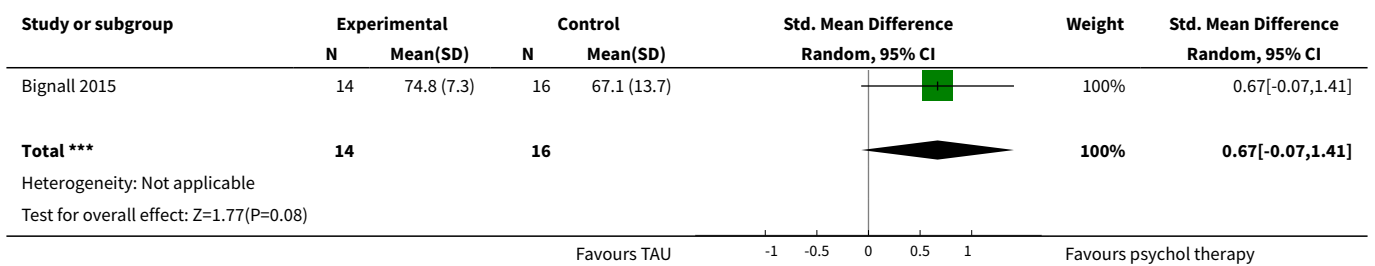 Study or subgroup Experimental Control Std. Mean Difference Weight Std. Mean Difference
N Mean(SD) N Mean(SD) Random, 95% CI Random, 95% CI
Bignall 2015 14 74.8 (7.3) 16 67.1 (13.7) 100% 0.67[-0.07,1.41]
Total *** 14 16 100% 0.67[-0.07,1.41]
Heterogeneity: Not applicable
Test for overall effect: Z=1.77(P=0.08)
Favours TAU -1 -0.5 0 0.5 1 Favours psychol therapy